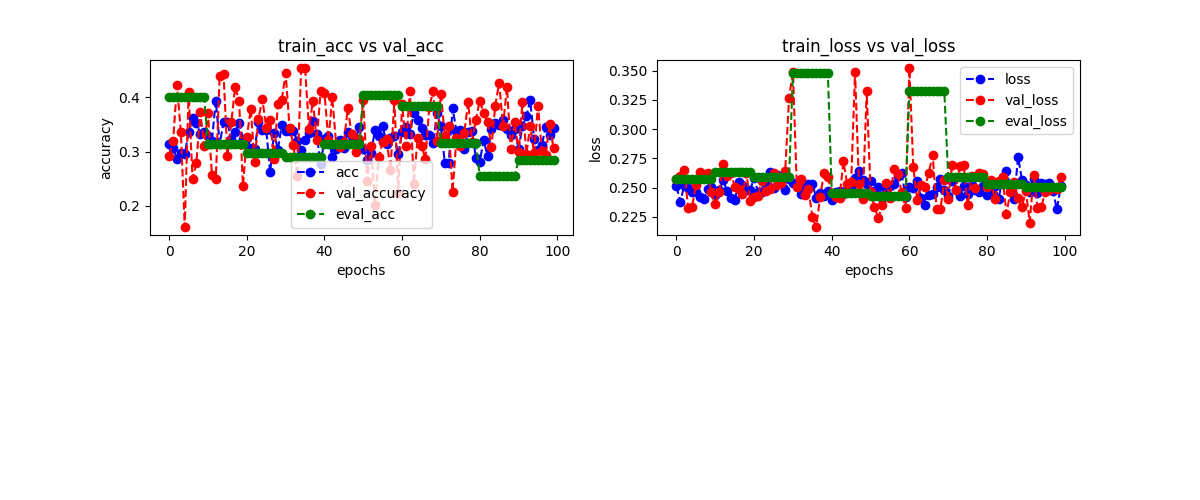 train_acc vs val_acc
accuracy
0.4
0.3
0.2
acc
val_accuracy
eval_acc
0 20 40 60 80 100
epochs
train_loss vs val_loss
loss
0.350
0.325
0.300
0.275
0.250
0.225
loss
val_loss
eval_loss
0 20 40 60 80 100
epochs